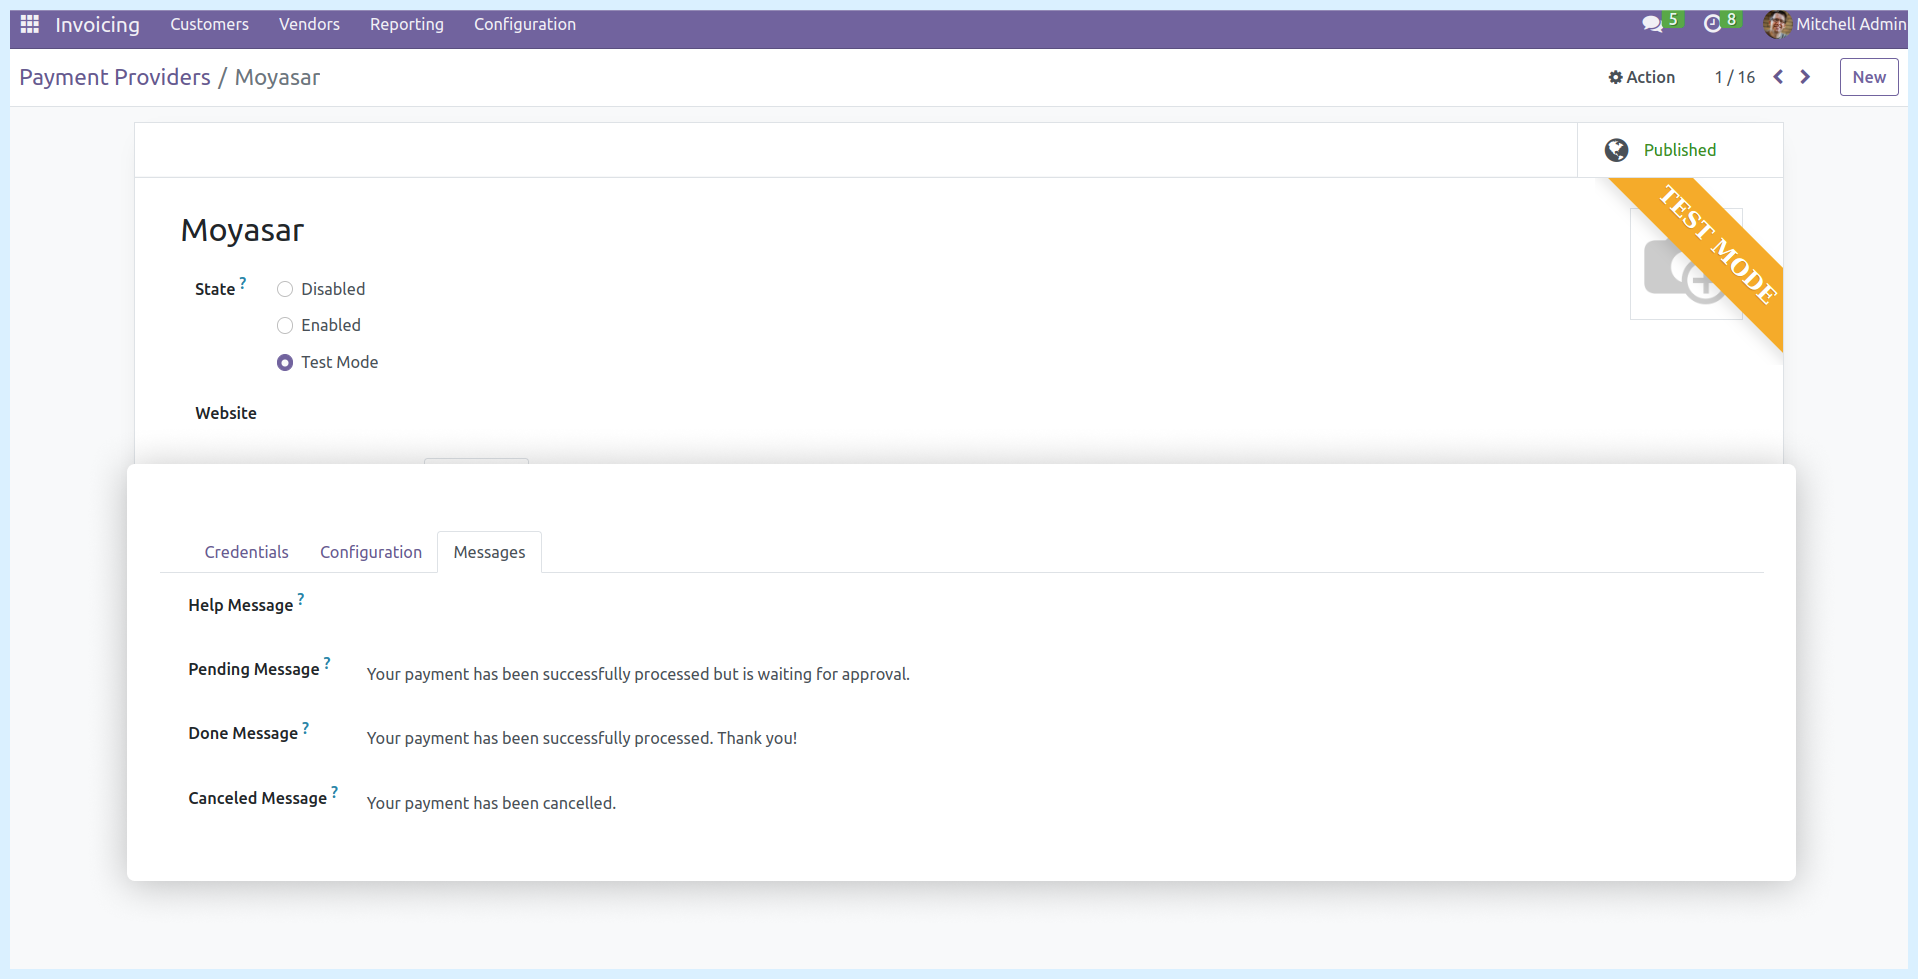 Invoicing Customers Vendors Reporting Configuration 5 8 Mitchell Admin
Payment Providers / Moyasar Action 1 / 16 New
Published
TEST MODE
Moyasar
State ? Disabled
Enabled
Test Mode
Website
Credentials Configuration Messages
Help Message ?
Pending Message ? Your payment has been successfully processed but is waiting for approval.
Done Message ? Your payment has been successfully processed. Thank you!
Canceled Message ? Your payment has been cancelled.